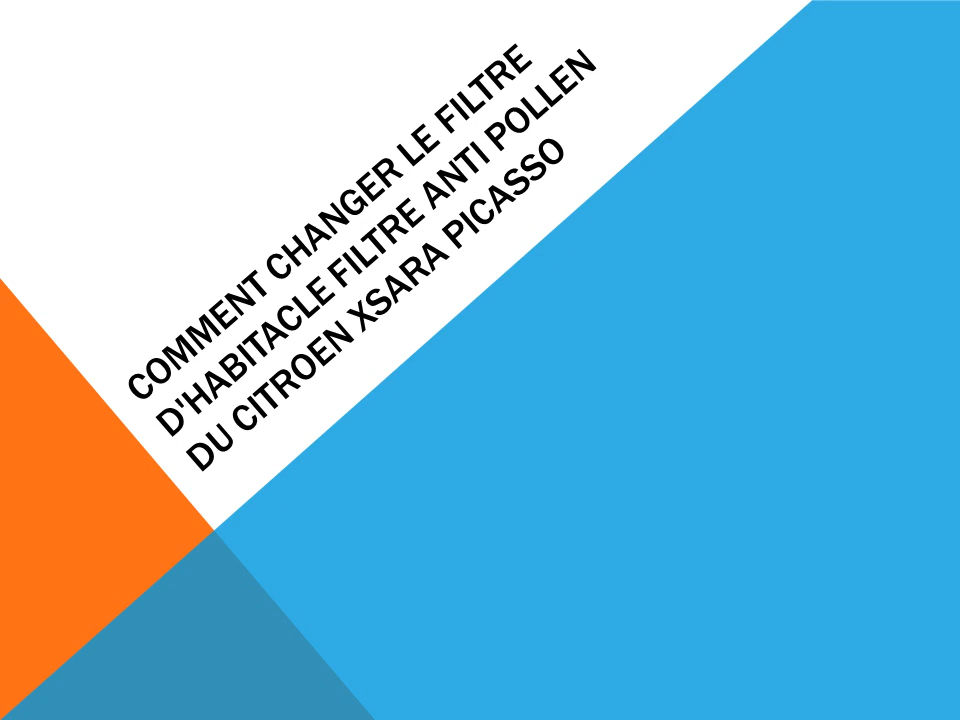 COMMENT CHANGER LE FILTRE
D'HABITACLE FILTRE ANTI POLLEN
DU CITROEN XSARA PICASSO